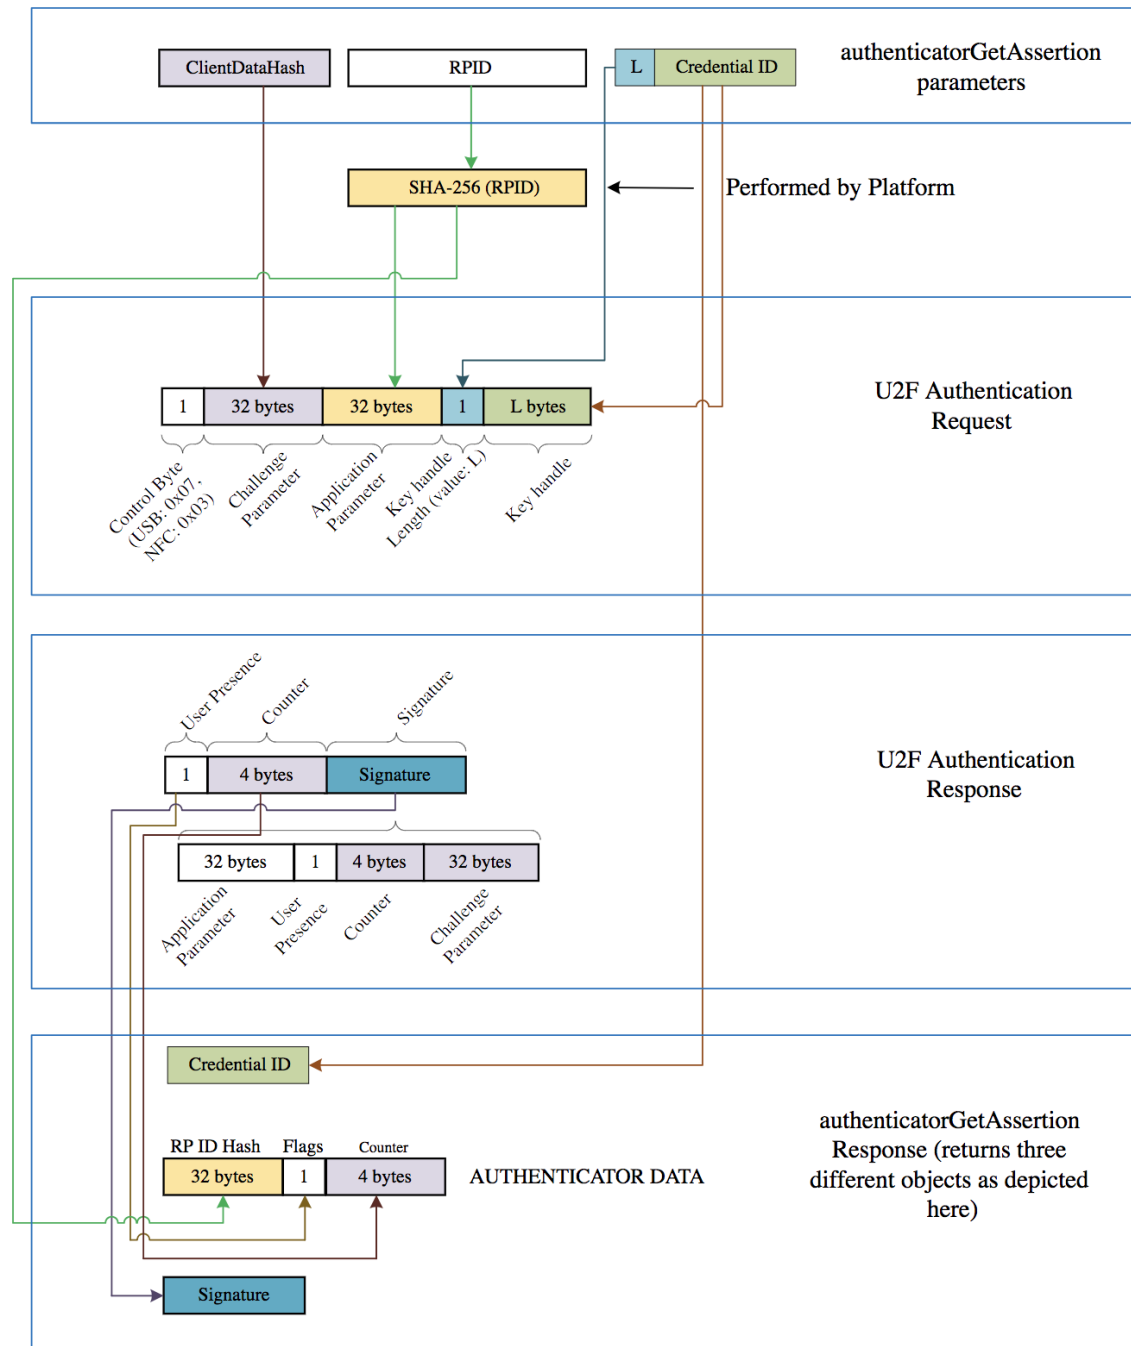 ClientDataHash
RPID
L
Credential ID
authenticatorGetAssertion
parameters
SHA-256 (RPID)
Performed by Platform
1
32 bytes
32 bytes
1
L bytes
U2F Authentication
Request
Control Byte
(USB: 0x07,
NFC: 0x03)
Challenge
Parameter
Application
Parameter
Key handle
Length (value: L)
Key handle
User Presence
Counter
Signature
1
4 bytes
Signature
U2F Authentication
Response
32 bytes
1
4 bytes
32 bytes
Application
Parameter
User
Presence
Counter
Challenge
Parameter
Credential ID
RP ID Hash
Flags
Counter
32 bytes
1
4 bytes
AUTHENTICATOR DATA
authenticatorGetAssertion
Response (returns three
different objects as depicted
here)
Signature